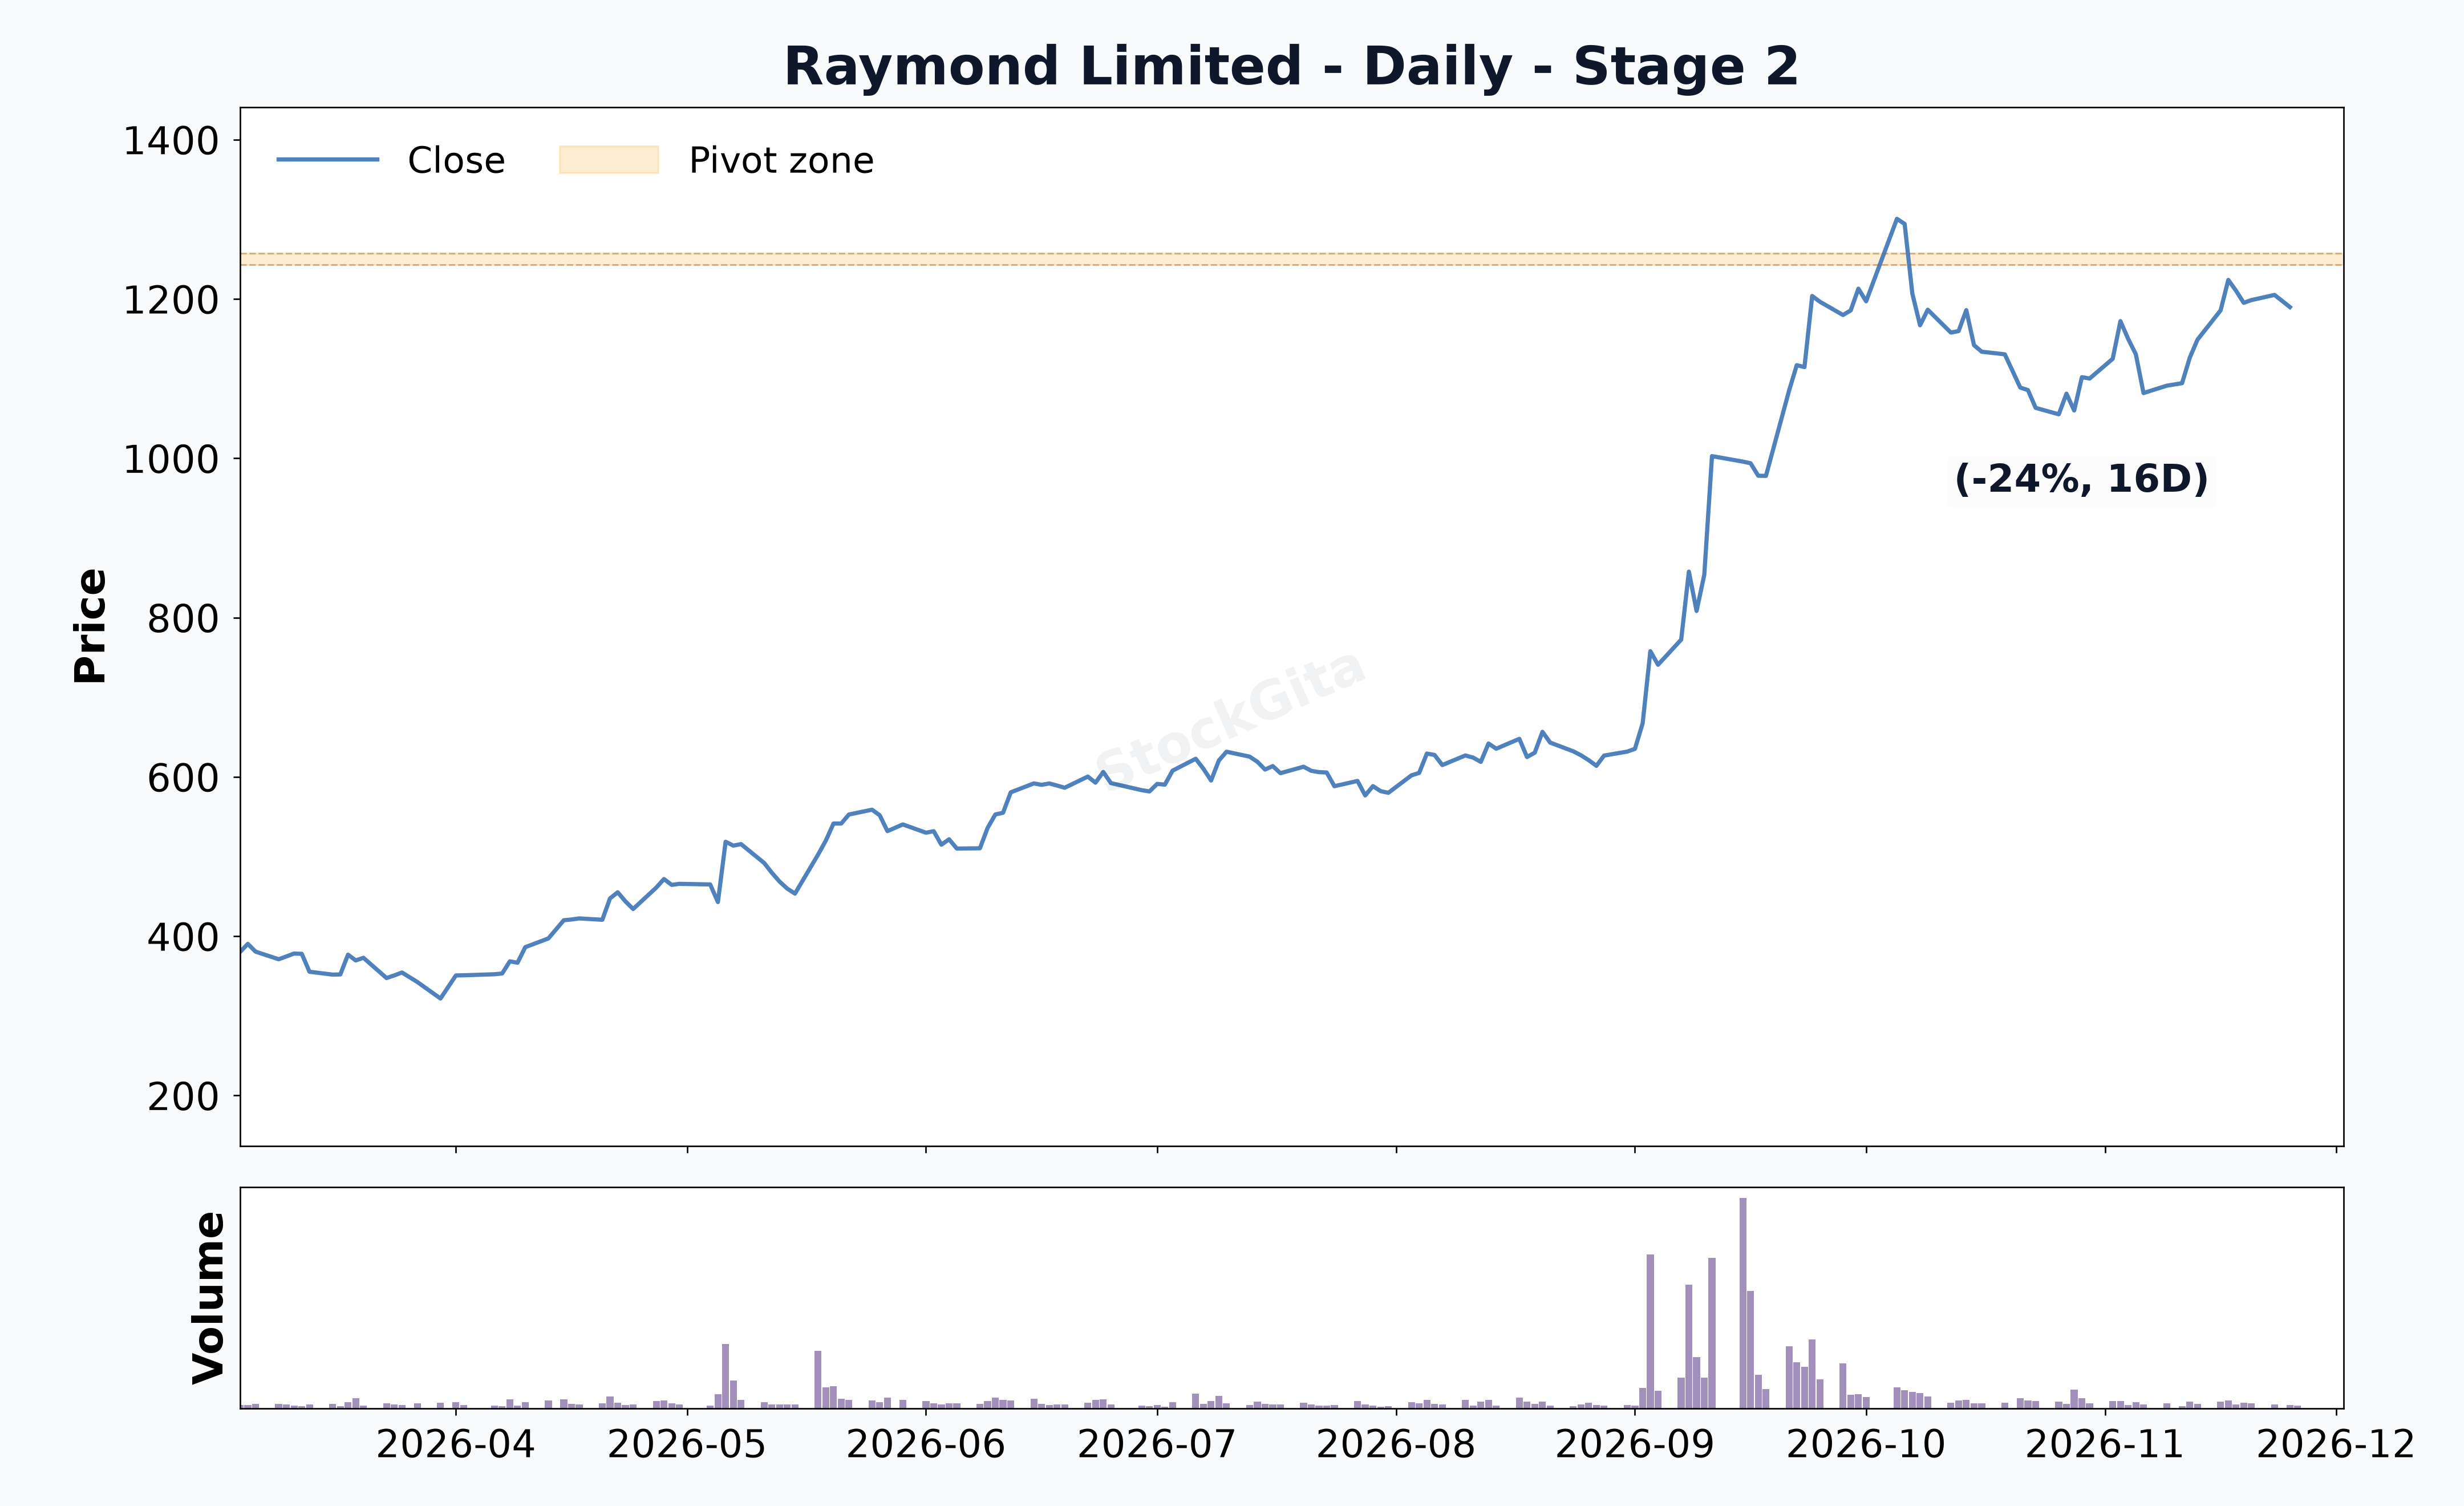 Raymond Limited - Daily - Stage 2
Close
Pivot zone
1400
1200
1000
800
600
400
200
Price
(-24%, 16D)
StockGita
Volume
2026-04
2026-05
2026-06
2026-07
2026-08
2026-09
2026-10
2026-11
2026-12